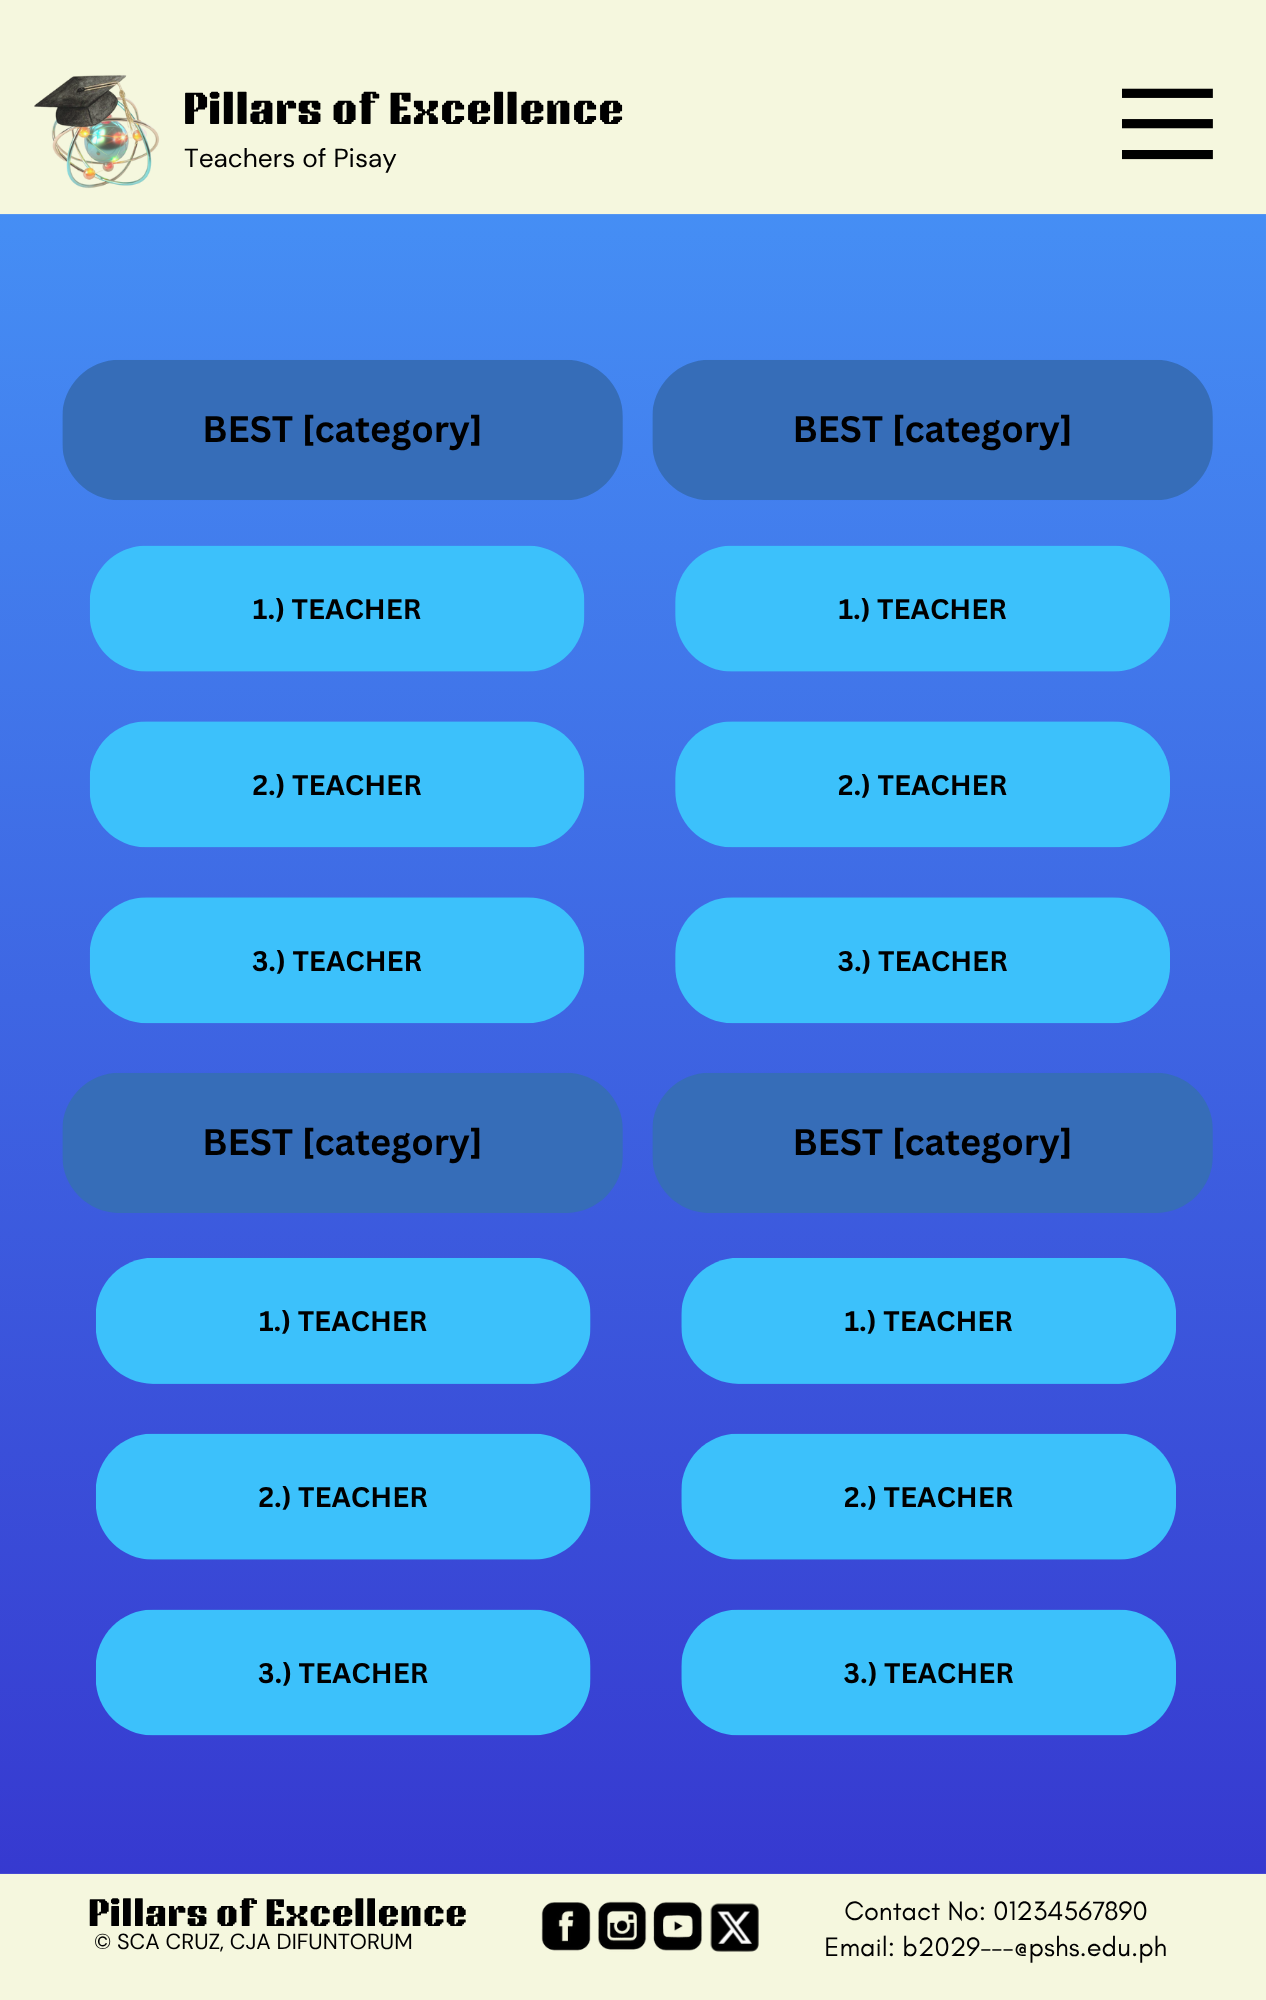 Pillars of Excellence
Teachers of Pisay
BEST [category]
BEST [category]
1.) TEACHER
1.) TEACHER
2.) TEACHER
2.) TEACHER
3.) TEACHER
3.) TEACHER
BEST [category]
BEST [category]
1.) TEACHER
1.) TEACHER
2.) TEACHER
2.) TEACHER
3.) TEACHER
3.) TEACHER
Pillars of Excellence
© SCA CRUZ, CJA DIFUNTORUM
Contact No: 01234567890
Email: b2029---@pshs.edu.ph